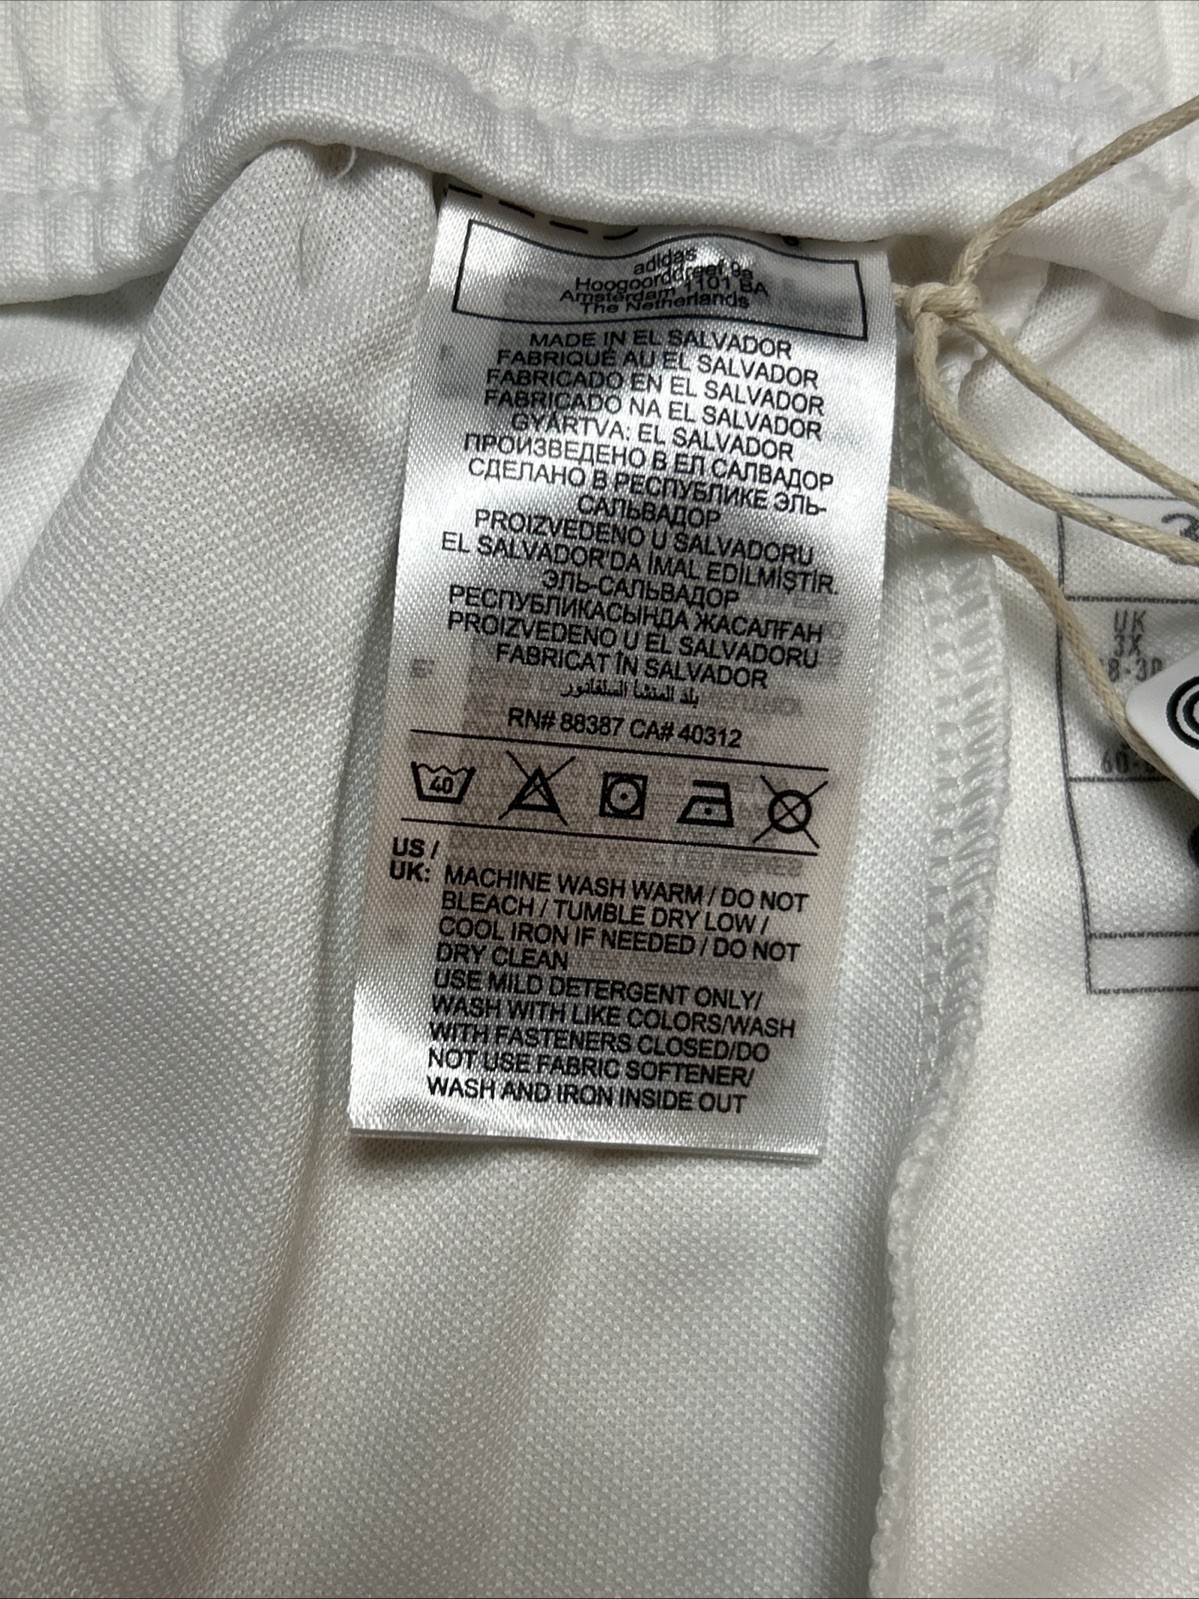 adidas
Hoogoorddreef 9a
Amsterdam 1101 BA
The Netherlands
MADE IN EL SALVADOR
FABRIQUÉ AU EL SALVADOR
FABRICADO EN EL SALVADOR
FABRICADO NA EL SALVADOR
GYÁRTVA: EL SALVADOR
ПРОИЗВЕДЕНО В ЕЛ САЛВАДОР
СДЕЛАНО В РЕСПУБЛИКЕ ЭЛЬ-
САЛЬВАДОР
PROIZVEDENO U SALVADORU
EL SALVADOR'DA İMAL EDİLMİŞTİR.
ЭЛЬ-САЛЬВАДОР
РЕСПУБЛИКАСЫНДА ЖАСАЛҒАН
PROIZVEDENO U EL SALVADORU
FABRICAT ÎN SALVADOR
بلد المنشأ السلفادور
RN# 88387 CA# 40312
40
US /
UK: MACHINE WASH WARM / DO NOT
BLEACH / TUMBLE DRY LOW /
COOL IRON IF NEEDED / DO NOT
DRY CLEAN
USE MILD DETERGENT ONLY/
WASH WITH LIKE COLORS/WASH
WITH FASTENERS CLOSED/DO
NOT USE FABRIC SOFTENER/
WASH AND IRON INSIDE OUT
UK
3X